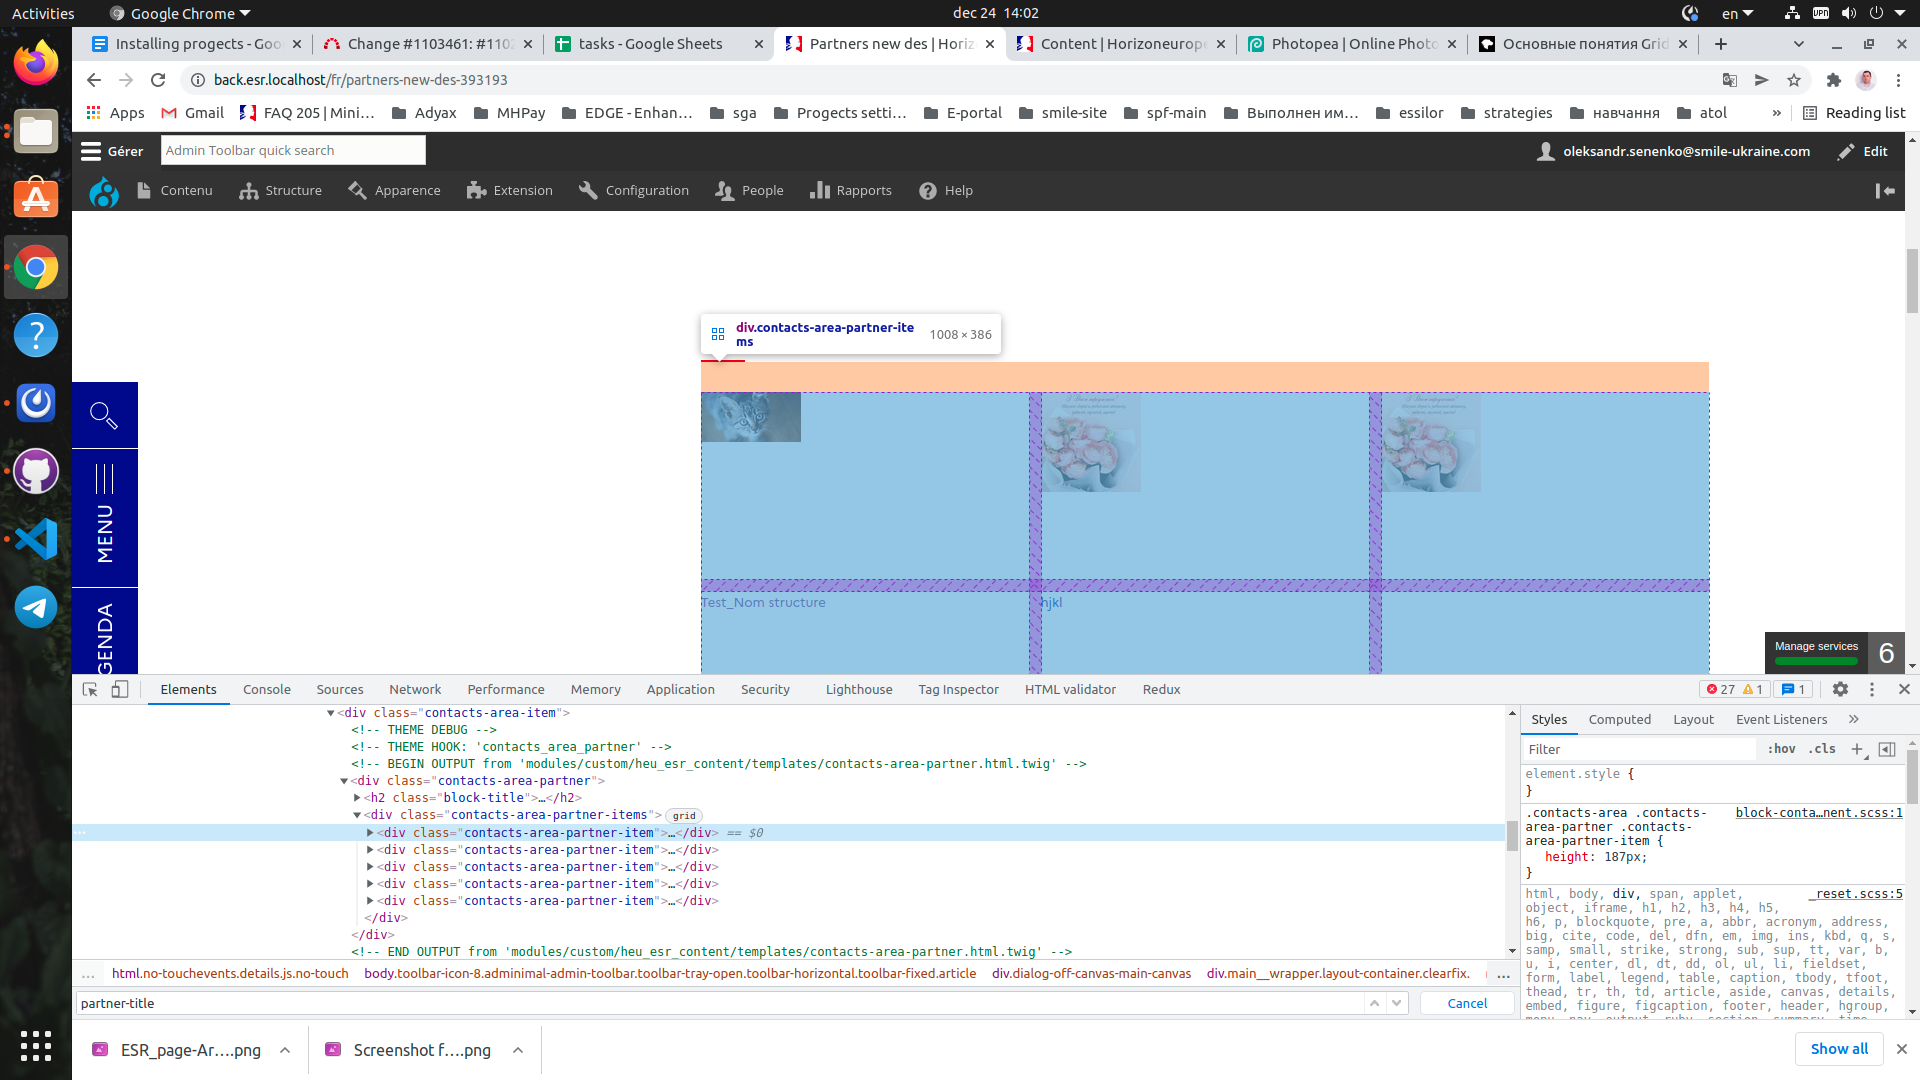 Activities
Google Chrome
dec 24 14:02
en
VPN
Installing progects - Goo
Change #1103461: #1102
tasks - Google Sheets
Partners new des | Horiz
Content | Horizoneurope
Photopea | Online Photo
Основные понятия Grid
back.esr.localhost/fr/partners-new-des-393193
Apps
Gmail
FAQ 205 | Mini…
Adyax
MHPay
EDGE - Enhan…
sga
Progects setti…
E-portal
smile-site
spf-main
Выполнен им…
essilor
strategies
навчання
atol
»
Reading list
Gérer
Admin Toolbar quick search
oleksandr.senenko@smile-ukraine.com
Edit
Contenu
Structure
Apparence
Extension
Configuration
People
Rapports
Help
div.contacts-area-partner-ite
ms
1008 × 386
MENU
GENDA
Test_Nom structure
hjkl
Manage services
6
Elements
Console
Sources
Network
Performance
Memory
Application
Security
Lighthouse
Tag Inspector
HTML validator
Redux
27
1
1
<div class="contacts-area-item">
<!-- THEME DEBUG -->
<!-- THEME HOOK: 'contacts_area_partner' -->
<!-- BEGIN OUTPUT from 'modules/custom/heu_esr_content/templates/contacts-area-partner.html.twig' -->
<div class="contacts-area-partner">
<h2 class="block-title">…</h2>
<div class="contacts-area-partner-items"> grid
<div class="contacts-area-partner-item">…</div> == $0
<div class="contacts-area-partner-item">…</div>
<div class="contacts-area-partner-item">…</div>
<div class="contacts-area-partner-item">…</div>
<div class="contacts-area-partner-item">…</div>
</div>
</div>
<!-- END OUTPUT from 'modules/custom/heu_esr_content/templates/contacts-area-partner.html.twig' -->
… html.no-touchevents.details.js.no-touch body.toolbar-icon-8.adminimal-admin-toolbar.toolbar-tray-open.toolbar-horizontal.toolbar-fixed.article div.dialog-off-canvas-main-canvas div.main__wrapper.layout-container.clearfix. …
partner-title
Cancel
Styles
Computed
Layout
Event Listeners
»
Filter
:hov
.cls
element.style {
}
.contacts-area .contacts-
area-partner .contacts-
area-partner-item {
block-conta…nent.scss:1
height: 187px;
}
html, body, div, span, applet,
_reset.scss:5
object, iframe, h1, h2, h3, h4, h5,
h6, p, blockquote, pre, a, abbr, acronym, address,
big, cite, code, del, dfn, em, img, ins, kbd, q, s,
samp, small, strike, strong, sub, sup, tt, var, b,
u, i, center, dl, dt, dd, ol, ul, li, fieldset,
form, label, legend, table, caption, tbody, tfoot,
thead, tr, th, td, article, aside, canvas, details,
embed, figure, figcaption, footer, header, hgroup,
menu, nav, output, ruby, section, summary, time,
ESR_page-Ar....png
Screenshot f....png
Show all